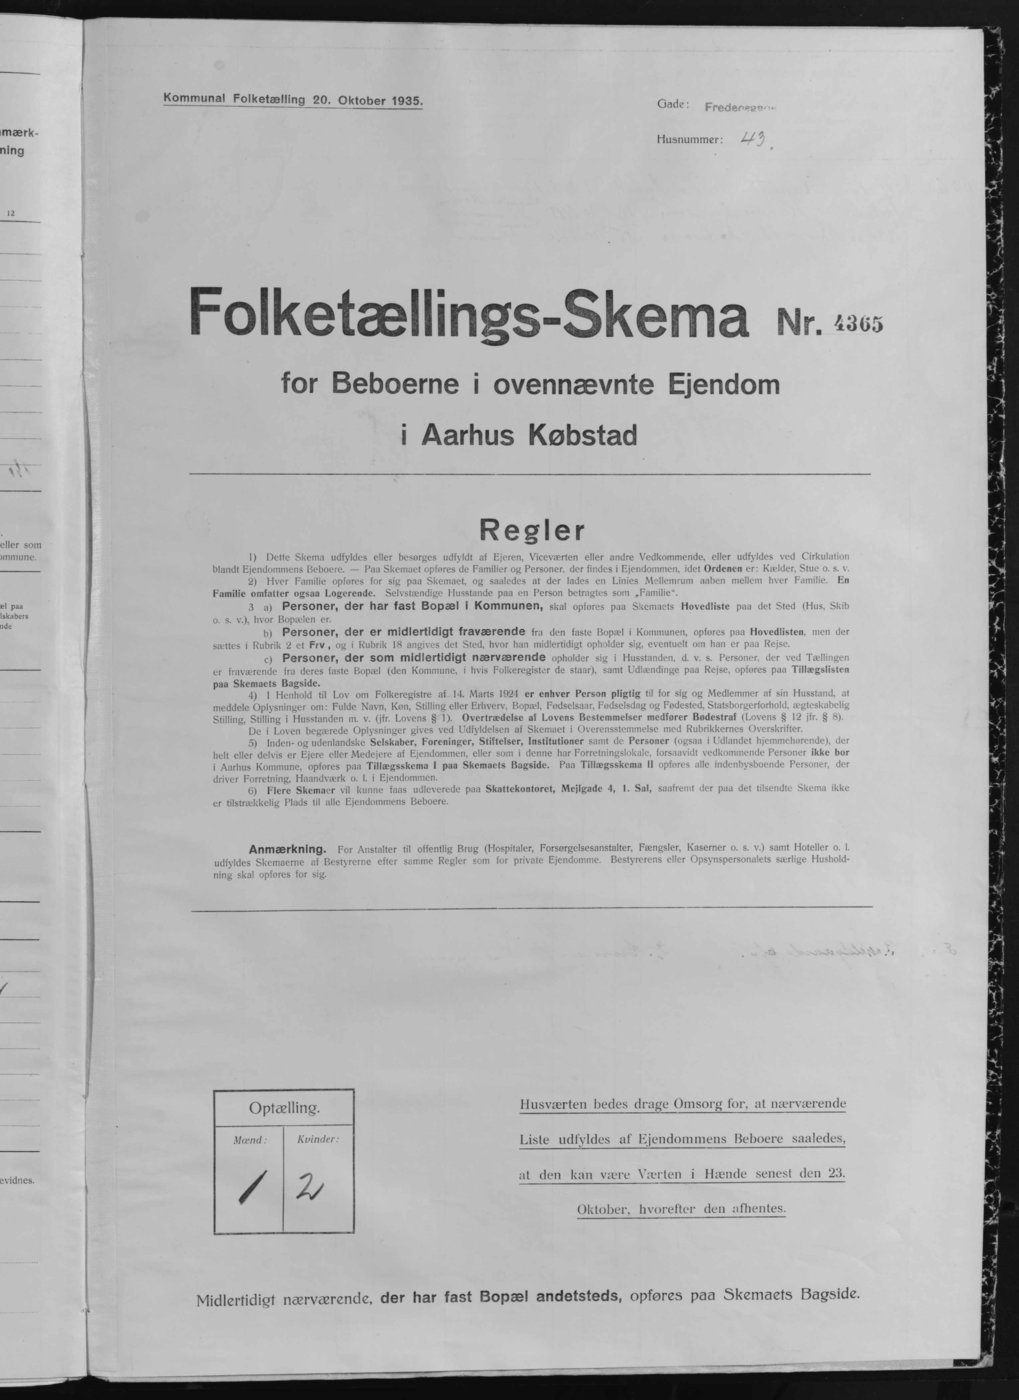 mærk-
ning
12
eller som
ommune.
el paa
lskabers
nde
evidnes.
Kommunal Folketælling 20. Oktober 1935.
Gade:
Husnummer: 43.
Folketællings-Skema Nr. 4365
for Beboerne i ovennævnte Ejendom
i Aarhus Købstad
Regler
1) Dette Skema udfyldes eller besørges udfyldt af Ejeren, Viceværten eller andre Vedkommende, eller udfyldes ved Cirkulation
blandt Ejendommens Beboere. — Paa Skemaet opføres de Familier og Personer, der findes i Ejendommen, idet Ordenen er: Kælder, Stue o. s. v.
2) Hver Familie opføres for sig paa Skemaet, og saaledes at der lades en Linies Mellemrum aaben mellem hver Familie. En
Familie omfatter ogsaa Logerende. Selvstændige Husstande paa en Person betragtes som „Familie".
3 a) Personer, der har fast Bopæl i Kommunen, skal opføres paa Skemaets Hovedliste paa det Sted (Hus, Skib
o. s. v.), hvor Bopælen er.
b) Personer, der er midlertidigt fraværende fra den faste Bopæl i Kommunen, opføres paa Hovedlisten, men der
sættes i Rubrik 2 et Frv, og i Rubrik 18 angives det Sted, hvor han midlertidigt opholder sig, eventuelt om han er paa Rejse.
c) Personer, der som midlertidigt nærværende opholder sig i Husstanden, d. v. s. Personer, der ved Tællingen
er fraværende fra deres faste Bopæl (den Kommune, i hvis Folkeregister de staar), samt Udlændinge paa Rejse, opføres paa Tillægslisten
paa Skemaets Bagside.
4) I Henhold til Lov om Folkeregistre af 14. Marts 1924 er enhver Person pligtig til for sig og Medlemmer af sin Husstand, at
meddele Oplysninger om: Fulde Navn, Køn, Stilling eller Erhverv, Bopæl, Fødselsaar, Fødselsdag og Fødested, Statsborgerforhold, ægteskabelig
Stilling, Stilling i Husstanden m. v. (jfr. Lovens § 1). Overtrædelse af Lovens Bestemmelser medfører Bødestraf (Lovens § 12 jfr. § 8).
De i Loven begærede Oplysninger gives ved Udfyldelsen af Skemaet i Overensstemmelse med Rubrikkernes Overskrifter.
5) Inden- og udenlandske Selskaber, Foreninger, Stiftelser, Institutioner samt de Personer (ogsaa i Udlandet hjemmehørende), der
helt eller delvis er Ejere eller Medejere af Ejendommen, eller som i denne har Forretningslokale, forsaavidt vedkommende Personer ikke bor
i Aarhus Kommune, opføres paa Tillægsskema I paa Skemaets Bagside. Paa Tillægsskema II opføres alle indenbysboende Personer, der
driver Forretning, Haandværk o. l. i Ejendommen.
6) Flere Skemaer vil kunne faas udleverede paa Skattekontoret, Mejlgade 4, 1. Sal, saafremt der paa det tilsendte Skema ikke
er tilstrækkelig Plads til alle Ejendommens Beboere.
Anmærkning. For Anstalter til offentlig Brug (Hospitaler, Forsørgelsesanstalter, Fængsler, Kaserner o. s. v.) samt Hoteller o. l.
udfyldes Skemaerne af Bestyrerne efter samme Regler som for private Ejendomme. Bestyrerens eller Opsynspersonalets særlige Hushold-
ning skal opføres for sig.
Optælling.
Mænd: Kvinder:
1 2
Husværten bedes drage Omsorg for, at nærværende
Liste udfyldes af Ejendommens Beboere saaledes,
at den kan være Værten i Hænde senest den 23.
Oktober, hvorefter den afhentes.
Midlertidigt nærværende, der har fast Bopæl andetsteds, opføres paa Skemaets Bagside.